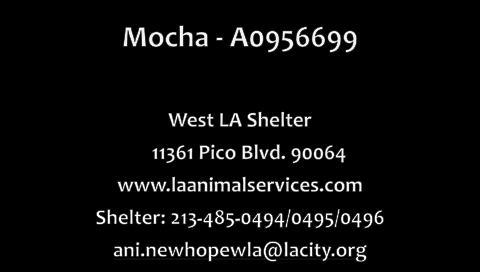 Mocha - A0956699
West LA Shelter
11361 Pico Blvd. 90064
www.laanimalservices.com
Shelter: 213-485-0494/0495/0496
ani.newhopewla@lacity.org